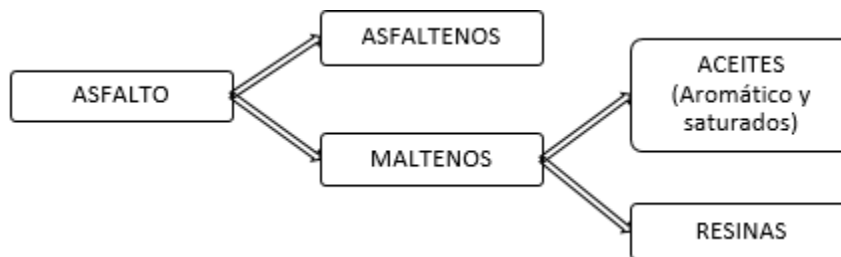 ASFALTO
ASFALTENOS
MALTENOS
ACEITES
(Aromático y
saturados)
RESINAS